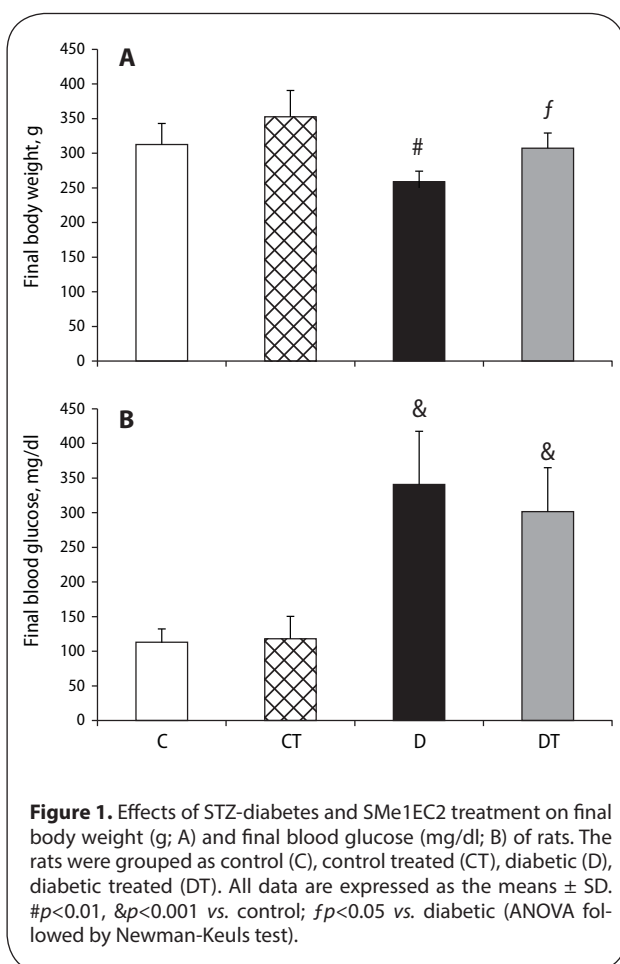 A
Final body weight, g
450
400
350
300
250
200
150
100
50
0
#
ƒ
B
Final blood glucose, mg/dl
450
400
350
300
250
200
150
100
50
0
&
&
C CT D DT
Figure 1. Effects of STZ-diabetes and SMe1EC2 treatment on final
body weight (g; A) and final blood glucose (mg/dl; B) of rats. The
rats were grouped as control (C), control treated (CT), diabetic (D),
diabetic treated (DT). All data are expressed as the means ± SD.
#p<0.01, &p<0.001 vs. control; ƒp<0.05 vs. diabetic (ANOVA fol-
lowed by Newman-Keuls test).